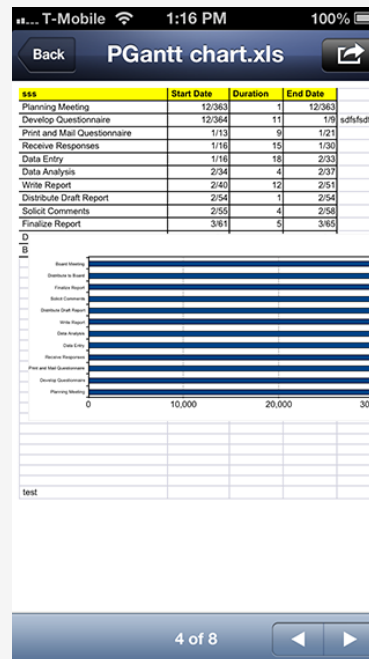 T-Mobile 1:16 PM 100%
Back PGantt chart.xls
sss Start Date Duration End Date
Planning Meeting 12/363 1 12/363
Develop Questionnaire 12/364 11 1/9 sdfsfsdf
Print and Mail Questionnaire 1/13 9 1/21
Receive Responses 1/16 15 1/30
Data Entry 1/16 18 2/33
Data Analysis 2/34 4 2/37
Write Report 2/40 12 2/51
Distribute Draft Report 2/54 1 2/54
Solicit Comments 2/55 4 2/58
Finalize Report 3/61 5 3/65
D
B
Board Meeting
Distribute to Board
Finalize Report
Solicit Comments
Distribute Draft Report
Write Report
Data Analysis
Data Entry
Receive Responses
Print and Mail Questionnaire
Develop Questionnaire
Planning Meeting
0 10,000 20,000 30
test
4 of 8